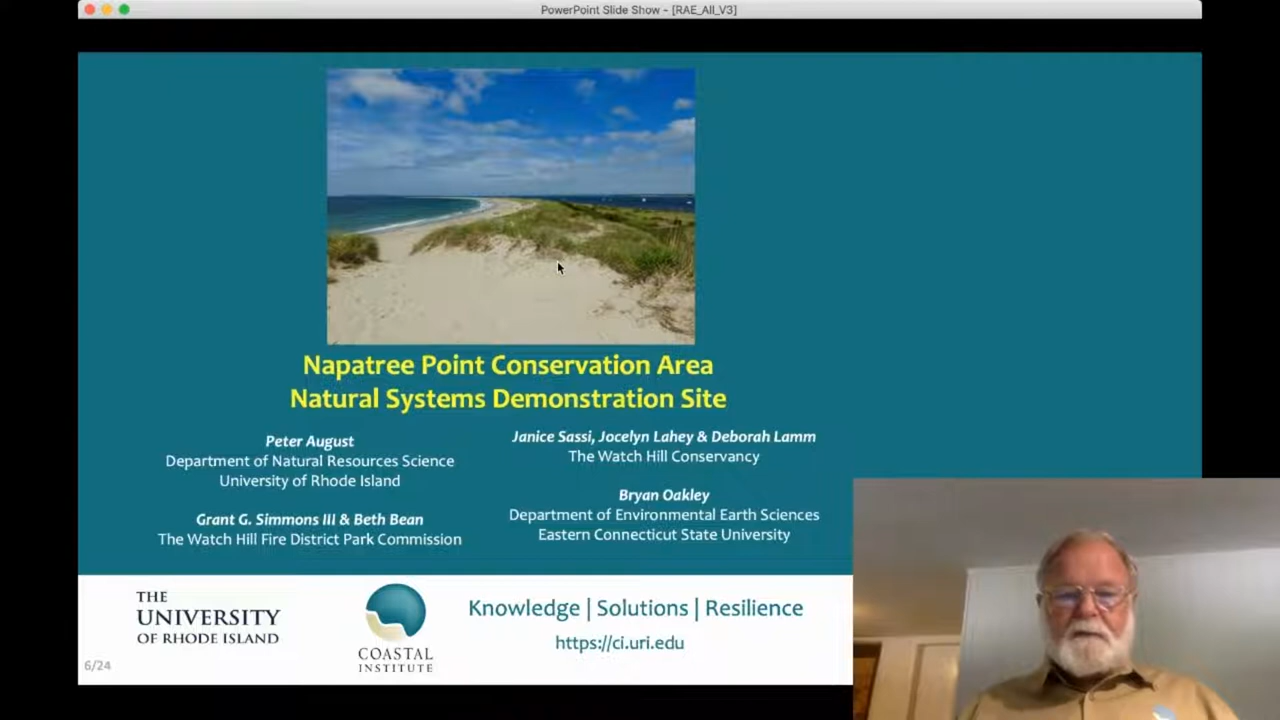 PowerPoint Slide Show - [RAE_All_V3]
Napatree Point Conservation Area
Natural Systems Demonstration Site
Peter August
Department of Natural Resources Science
University of Rhode Island
Grant G. Simmons III & Beth Bean
The Watch Hill Fire District Park Commission
Janice Sassi, Jocelyn Lahey & Deborah Lamm
The Watch Hill Conservancy
Bryan Oakley
Department of Environmental Earth Sciences
Eastern Connecticut State University
THE
UNIVERSITY
OF RHODE ISLAND
COASTAL
INSTITUTE
Knowledge | Solutions | Resilience
https://ci.uri.edu
6/24